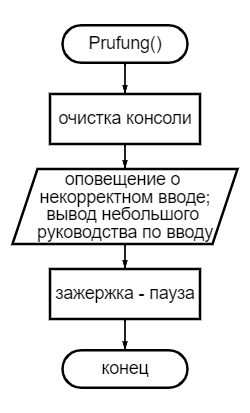 Prufung()
очистка консоли
оповещение о
некорректном вводе;
вывод небольшого
руководства по вводу
зажержка - пауза
конец